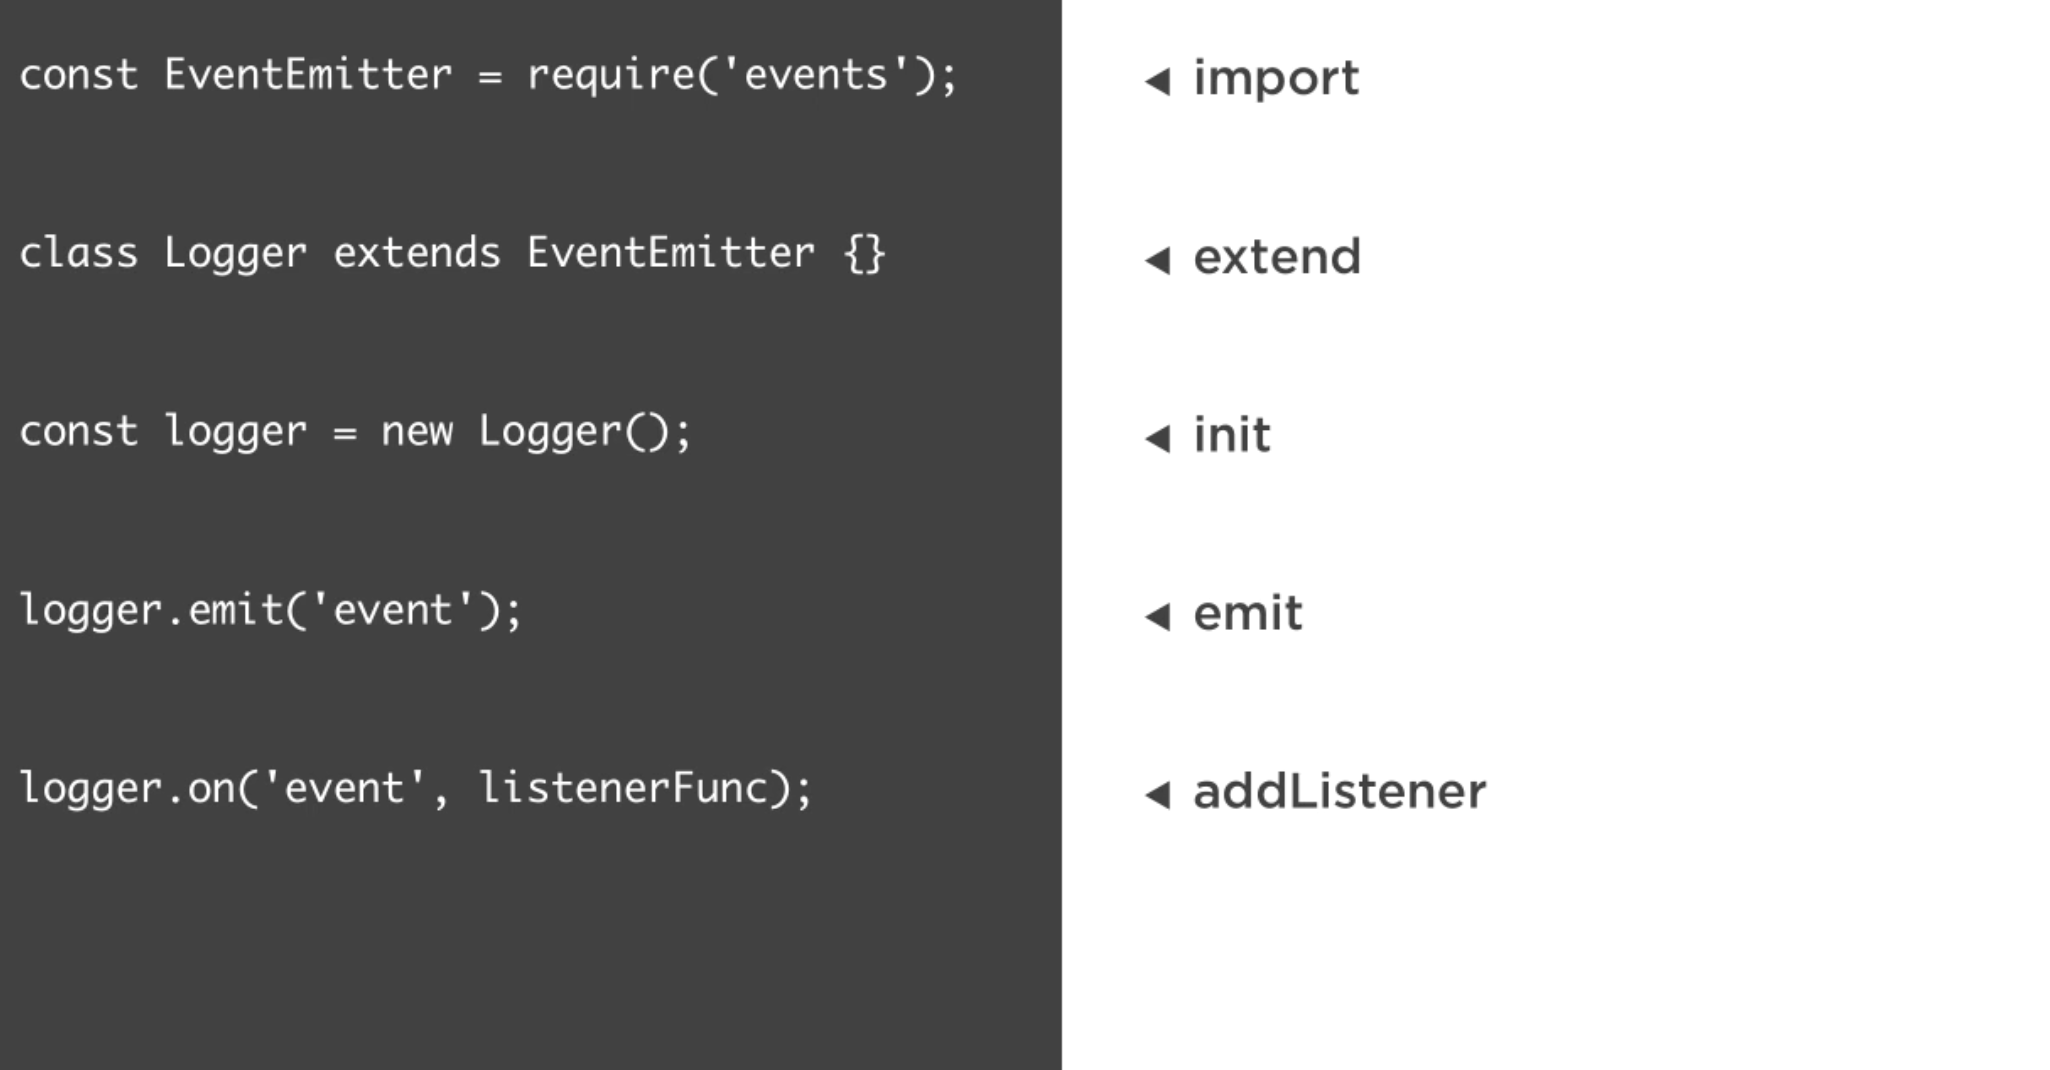 const EventEmitter = require('events');
◀ import
class Logger extends EventEmitter {}
◀ extend
const logger = new Logger();
◀ init
logger.emit('event');
◀ emit
logger.on('event', listenerFunc);
◀ addListener